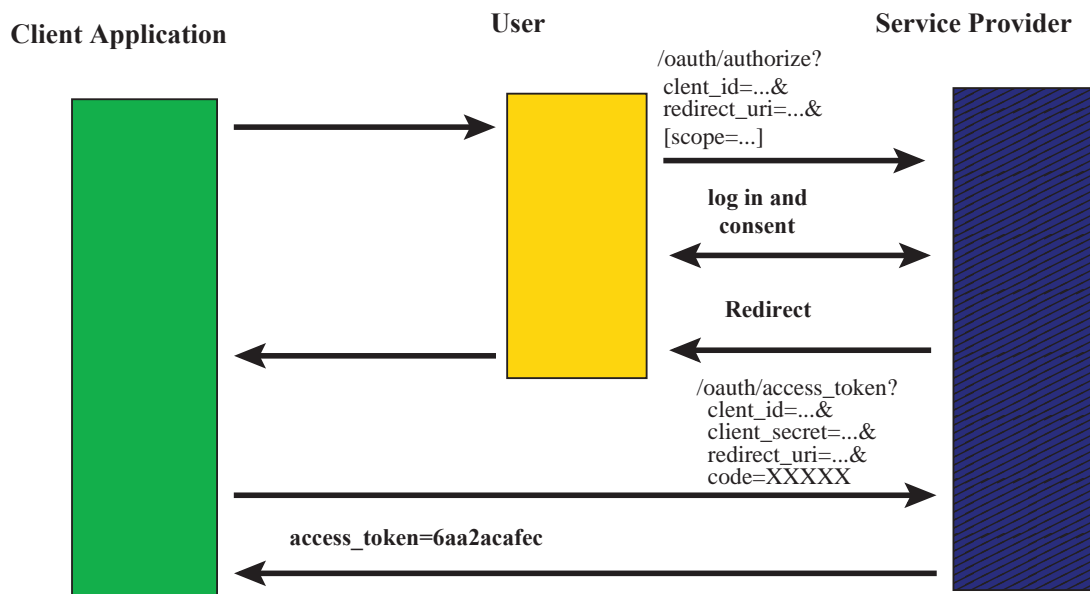 Client Application
User
Service Provider
/oauth/authorize?
clent_id=...&
redirect_uri=...&
[scope=...]
log in and
consent
Redirect
/oauth/access_token?
clent_id=...&
client_secret=...&
redirect_uri=...&
code=XXXXX
access_token=6aa2acafec